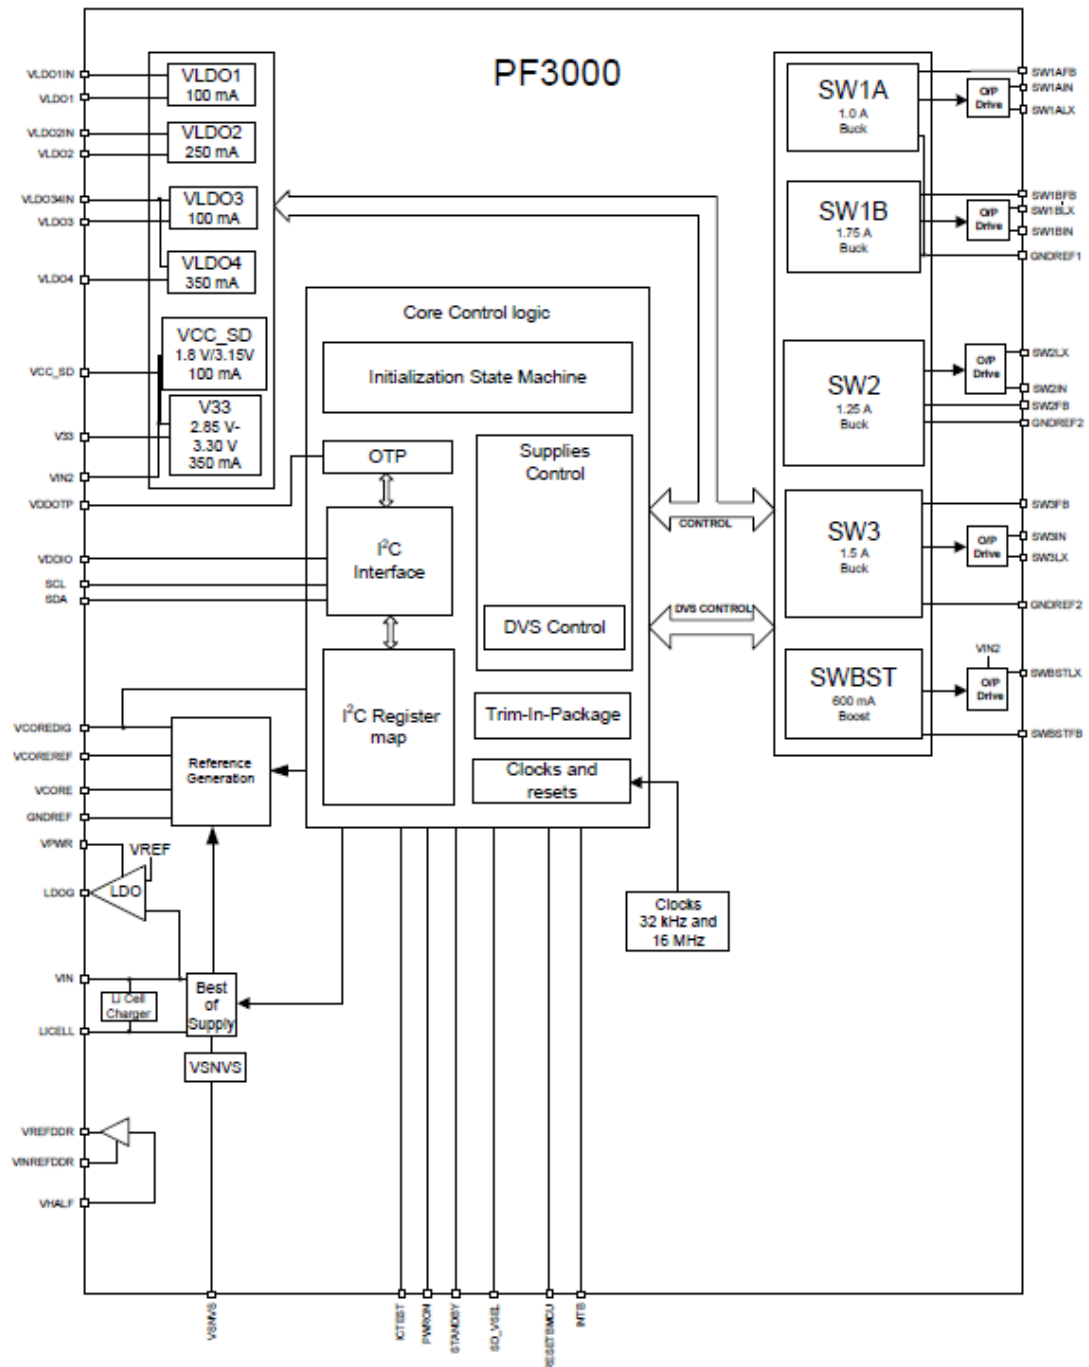 PF3000
VLDO1IN
VLDO1
VLDO1
100 mA
VLDO2IN
VLDO2
VLDO2
250 mA
VLDO34IN
VLDO3
VLDO3
100 mA
VLDO4
VLDO4
350 mA
VCC_SD
VCC_SD
1.8 V/3.15V
100 mA
V33
V33
2.85 V-
3.30 V
350 mA
VIN2
VDDOTP
VDDIO
SCL
SDA
VCOREDIG
VCOREREF
VCORE
GNDREF
VPWR
VREF
LDOG
LDO
VIN
Li Cell
Charger
LICELL
Best
of
Supply
VSNVS
VREFDDR
VINREFDDR
VHALF
Reference
Generation
Core Control logic
Initialization State Machine
OTP
I²C
Interface
I²C Register
map
Supplies
Control
DVS Control
Trim-In-Package
Clocks and
resets
Clocks
32 kHz and
16 MHz
CONTROL
DVS CONTROL
SW1A
1.0 A
Buck
O/P
Drive
SW1AFB
SW1AIN
SW1ALX
SW1B
1.75 A
Buck
O/P
Drive
SW1BFB
SW1BLX
SW1BIN
GNDREF1
SW2
1.25 A
Buck
O/P
Drive
SW2LX
SW2IN
SW2FB
GNDREF2
SW3
1.5 A
Buck
O/P
Drive
SW3FB
SW3IN
SW3LX
GNDREF2
SWBST
600 mA
Boost
VIN2
O/P
Drive
SWBSTLX
SWBSTFB
VSNVS
ICTEST
PWRON
STANDBY
SD_VSEL
RESETBMCU
INTB